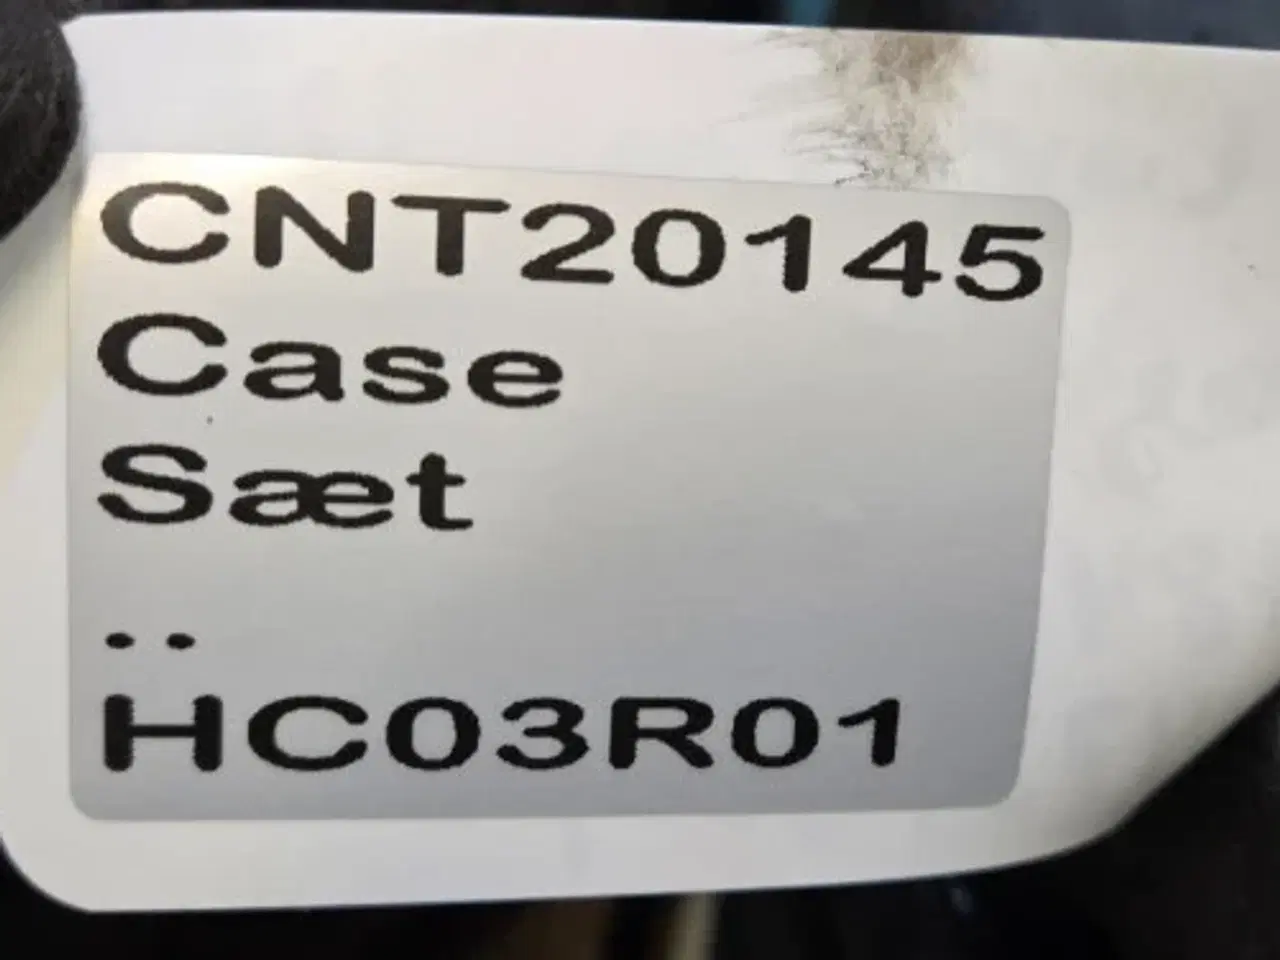 CNT20145
Case
Sæt
..
HC03R01